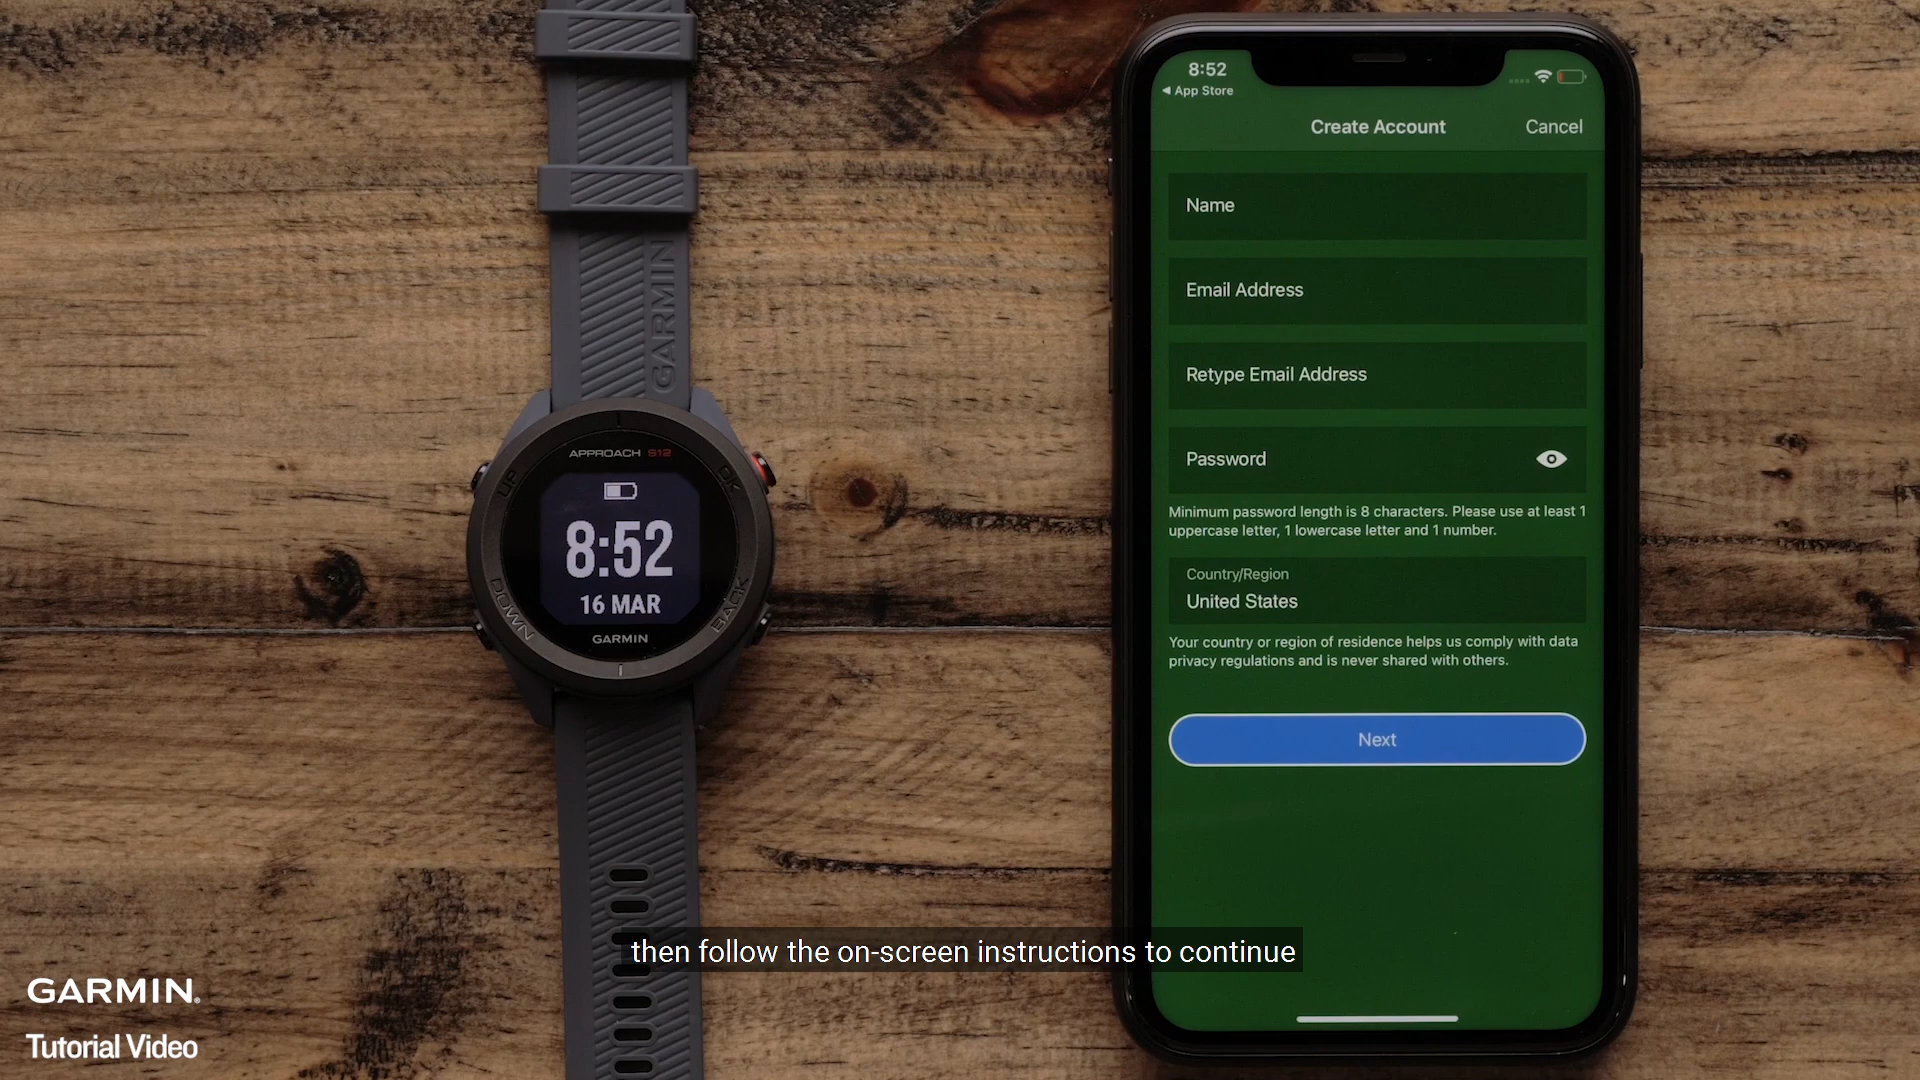 GARMIN
APPROACH S12
UP
OK
8:52
16 MAR
DOWN
BACK
GARMIN
8:52
App Store
Create Account
Cancel
Name
Email Address
Retype Email Address
Password
Minimum password length is 8 characters. Please use at least 1
uppercase letter, 1 lowercase letter and 1 number.
Country/Region
United States
Your country or region of residence helps us comply with data
privacy regulations and is never shared with others.
Next
then follow the on-screen instructions to continue
GARMIN®
Tutorial Video